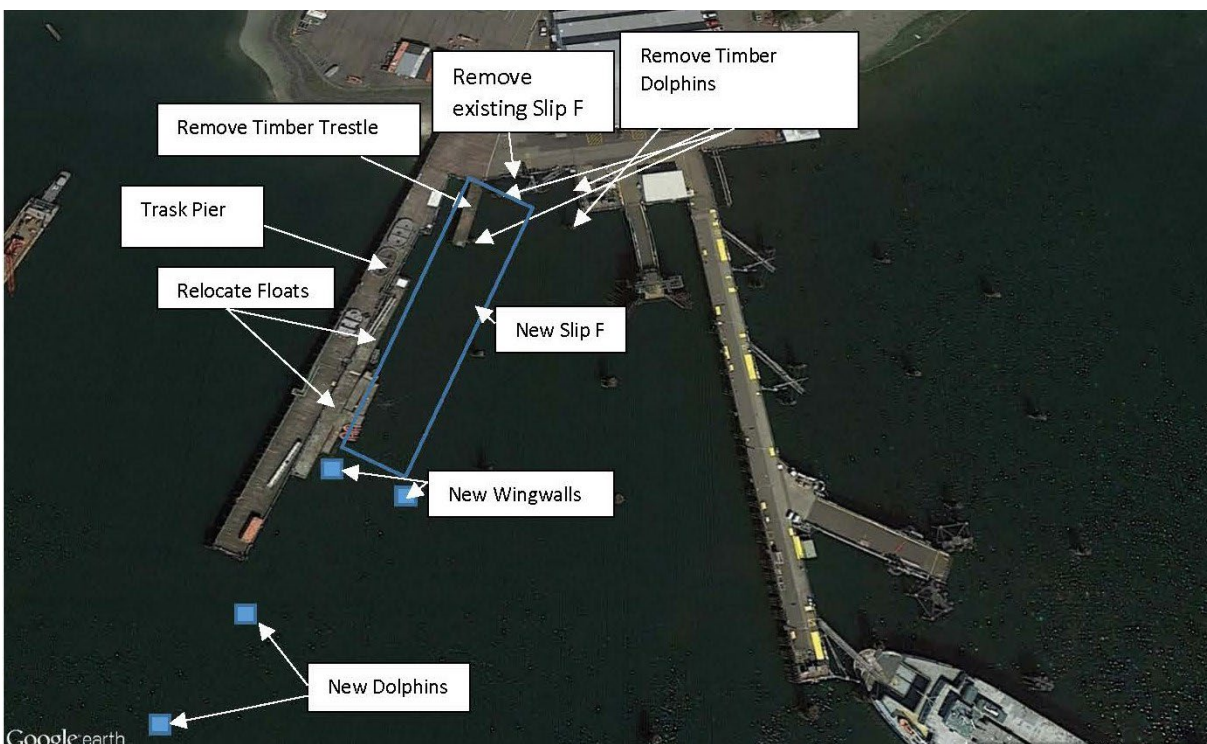 Remove
existing Slip F
Remove Timber
Dolphins
Remove Timber Trestle
Trask Pier
Relocate Floats
New Slip F
New Wingwalls
New Dolphins
Google earth